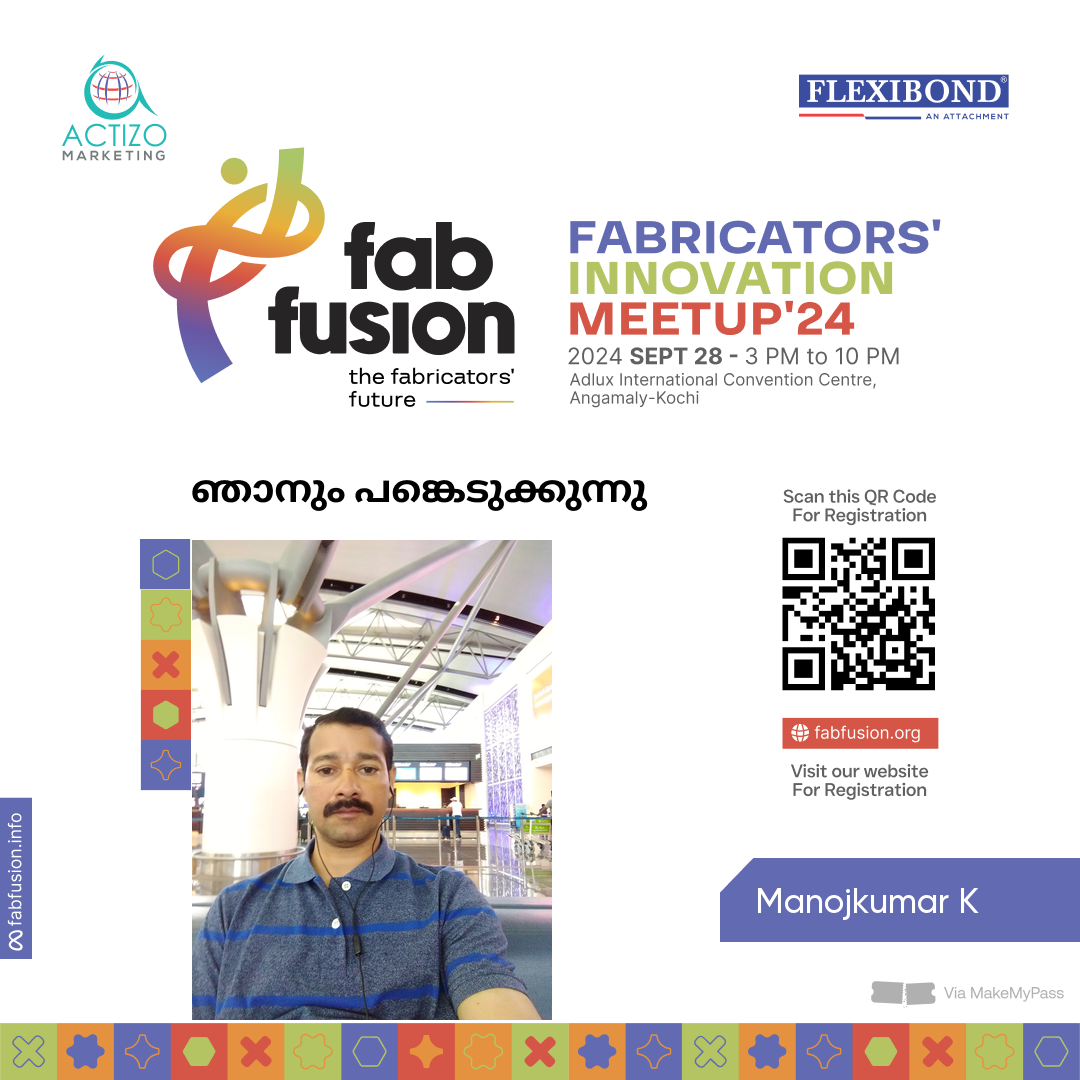 ACTIZO
MARKETING
FLEXIBOND®
AN ATTACHMENT
fab
fusion
the fabricators'
future
FABRICATORS'
INNOVATION
MEETUP'24
2024 SEPT 28 - 3 PM to 10 PM
Adlux International Convention Centre,
Angamaly-Kochi
ഞാനും പങ്കെടുക്കുന്നു
Scan this QR Code
For Registration
fabfusion.org
Visit our website
For Registration
fabfusion.info
Manojkumar K
Via MakeMyPass